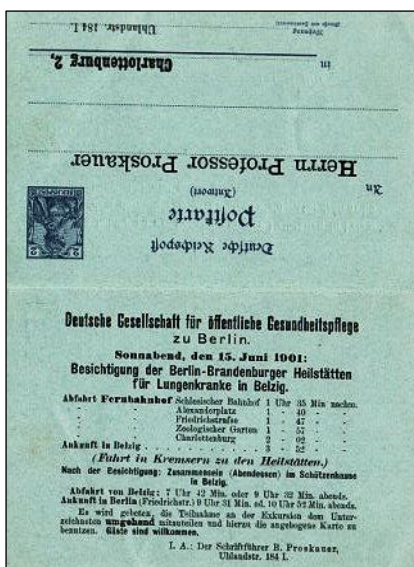 Deutsche Reichspost
Postkarte
(Antwort)
An
Herrn Professor Proskauer
in
Charlottenburg 2,
Wohnung
Uhlandstr. 184 I.
2
Deutsche Gesellschaft für öffentliche Gesundheitspflege
zu Berlin.
Sonnabend, den 15. Juni 1901:
Besichtigung der Berlin-Brandenburger Heilstätten
für Lungenkranke in Belzig.
Abfahrt Fernbahnhof Schlesischer Bahnhof 1 Uhr 35 Min nachm.
" " Alexanderplatz 1 " 40 " "
" " Friedrichstraße 1 " 47 " "
" " Zoologischer Garten 1 " 57 " "
" " Charlottenburg 2 " 02 " "
Ankunft in Belzig . . . . . . . . 3 " 52 " "
(Fahrt in Kremsern zu den Heilstätten.)
Nach der Besichtigung: Zusammensein (Abendessen) im Schützenhause
in Belzig.
Abfahrt von Belzig: 7 Uhr 42 Min. oder 9 Uhr 32 Min. abends.
Ankunft in Berlin (Friedrichstr.) 9 Uhr 31 Min. od. 10 Uhr 52 Min. abends.
Es wird gebeten, die Teilnahme an der Exkursion dem Unter-
zeichneten umgehend mitzuteilen und hierzu die angebogene Karte zu
benutzen. Gäste sind willkommen.
I. A.: Der Schriftführer B. Proskauer,
Uhlandstr. 184 I.